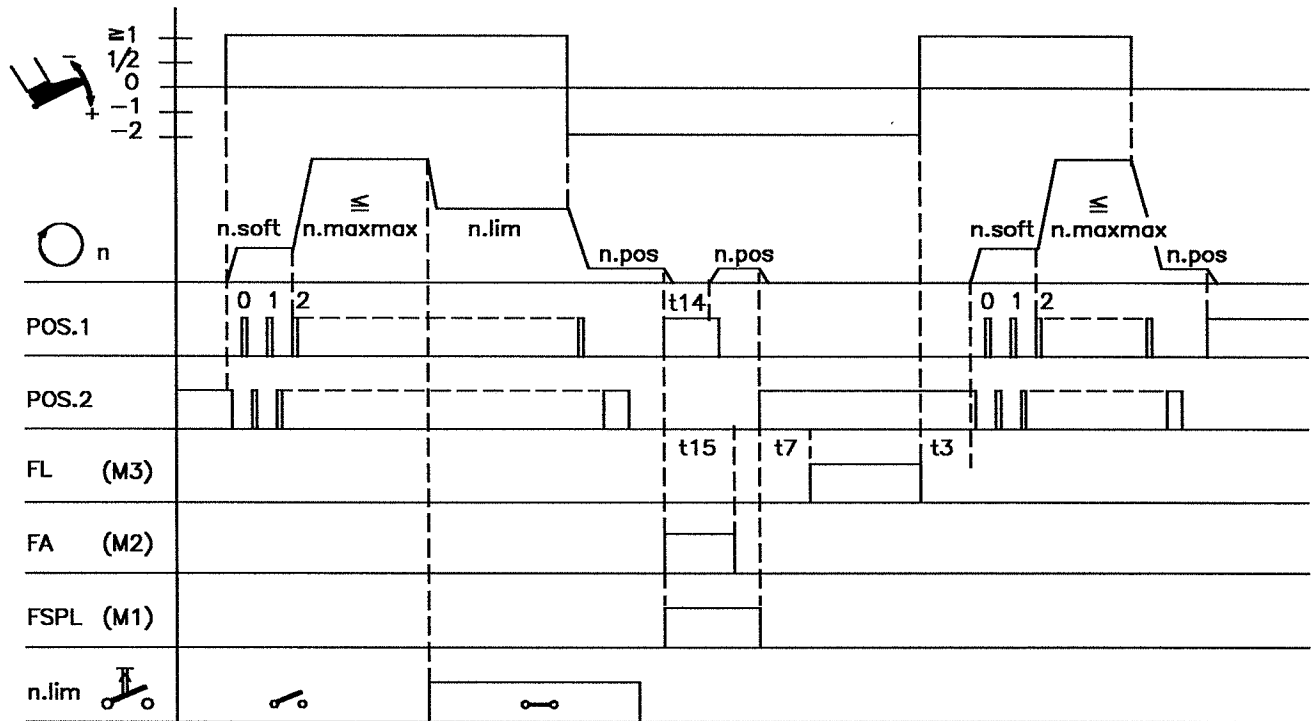 ≧1
1/2
0
−1
−2
−
+
n
n.soft
≦
n.maxmax
n.lim
n.pos
n.pos
n.soft
≦
n.maxmax
n.pos
POS.1
0 1 2
t14
0 1 2
POS.2
FL (M3)
t15
t7
t3
FA (M2)
FSPL (M1)
n.lim